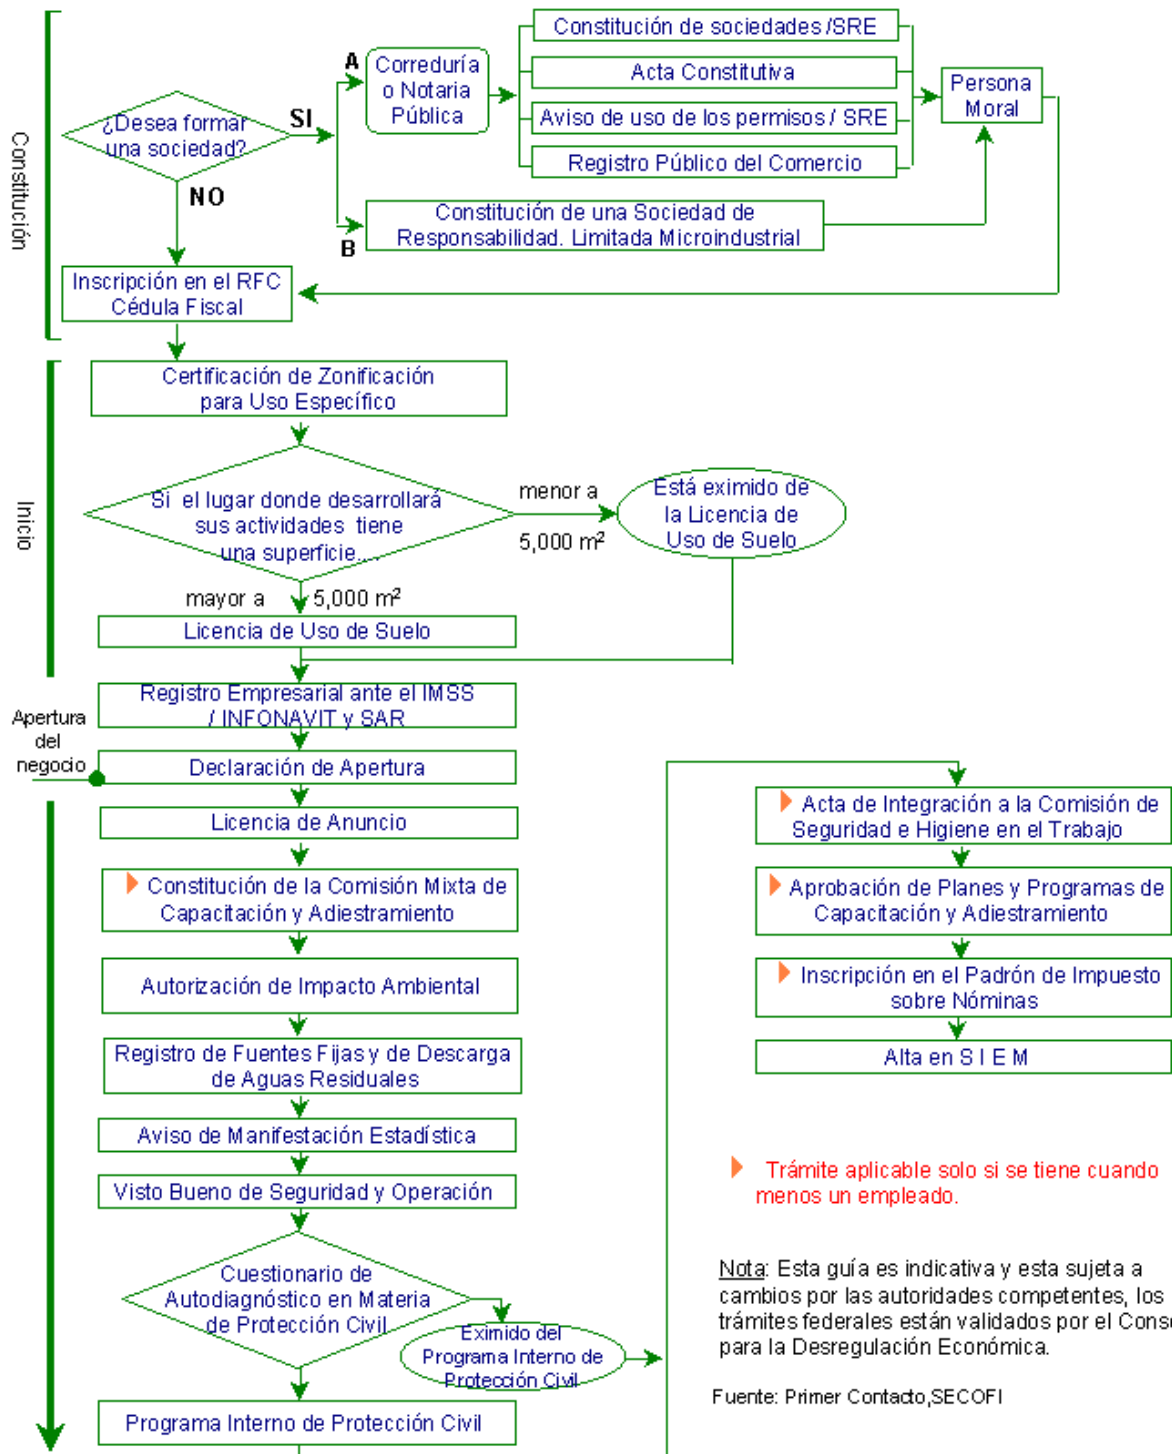 Constitución
¿Desea formar
una sociedad?
SI
NO
A
B
Correduría
o Notaria
Pública
Constitución de sociedades /SRE
Acta Constitutiva
Aviso de uso de los permisos / SRE
Registro Público del Comercio
Persona
Moral
Constitución de una Sociedad de
Responsabilidad. Limitada Microindustrial
Inscripción en el RFC
Cédula Fiscal
Inicio
Certificación de Zonificación
para Uso Específico
Si el lugar donde desarrollará
sus actividades tiene
una superficie....
menor a
5,000 m²
Está eximido de
la Licencia de
Uso de Suelo
mayor a 5,000 m²
Licencia de Uso de Suelo
Registro Empresarial ante el IMSS
/ INFONAVIT y SAR
Apertura
del
negocio
Declaración de Apertura
Licencia de Anuncio
Constitución de la Comisión Mixta de
Capacitación y Adiestramiento
Autorización de Impacto Ambiental
Registro de Fuentes Fijas y de Descarga
de Aguas Residuales
Aviso de Manifestación Estadística
Visto Bueno de Seguridad y Operación
Cuestionario de
Autodiagnóstico en Materia
de Protección Civil
Eximido del
Programa Interno de
Protección Civil
Programa Interno de Protección Civil
Acta de Integración a la Comisión de
Seguridad e Higiene en el Trabajo
Aprobación de Planes y Programas de
Capacitación y Adiestramiento
Inscripción en el Padrón de Impuesto
sobre Nóminas
Alta en S I E M
Trámite aplicable solo si se tiene cuando
menos un empleado.
Nota: Esta guía es indicativa y esta sujeta a
cambios por las autoridades competentes, los
trámites federales están validados por el Conse
para la Desregulación Económica.
Fuente: Primer Contacto,SECOFI